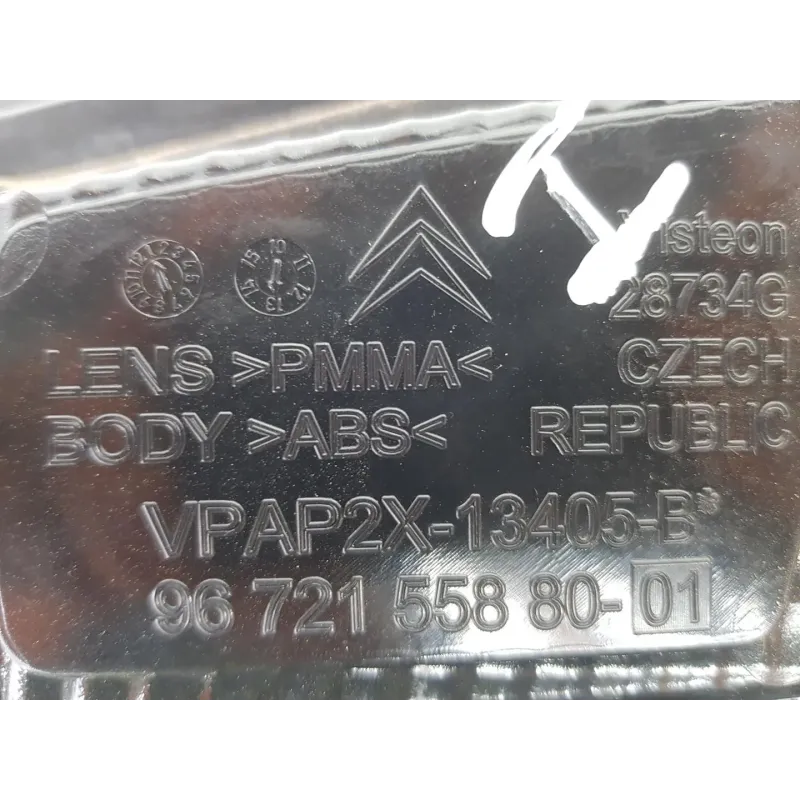 Visteon
28734G
LENS >PMMA< CZECH
BODY >ABS< REPUBLIC
VPAP2X-13405-B
96 721 558 80-01